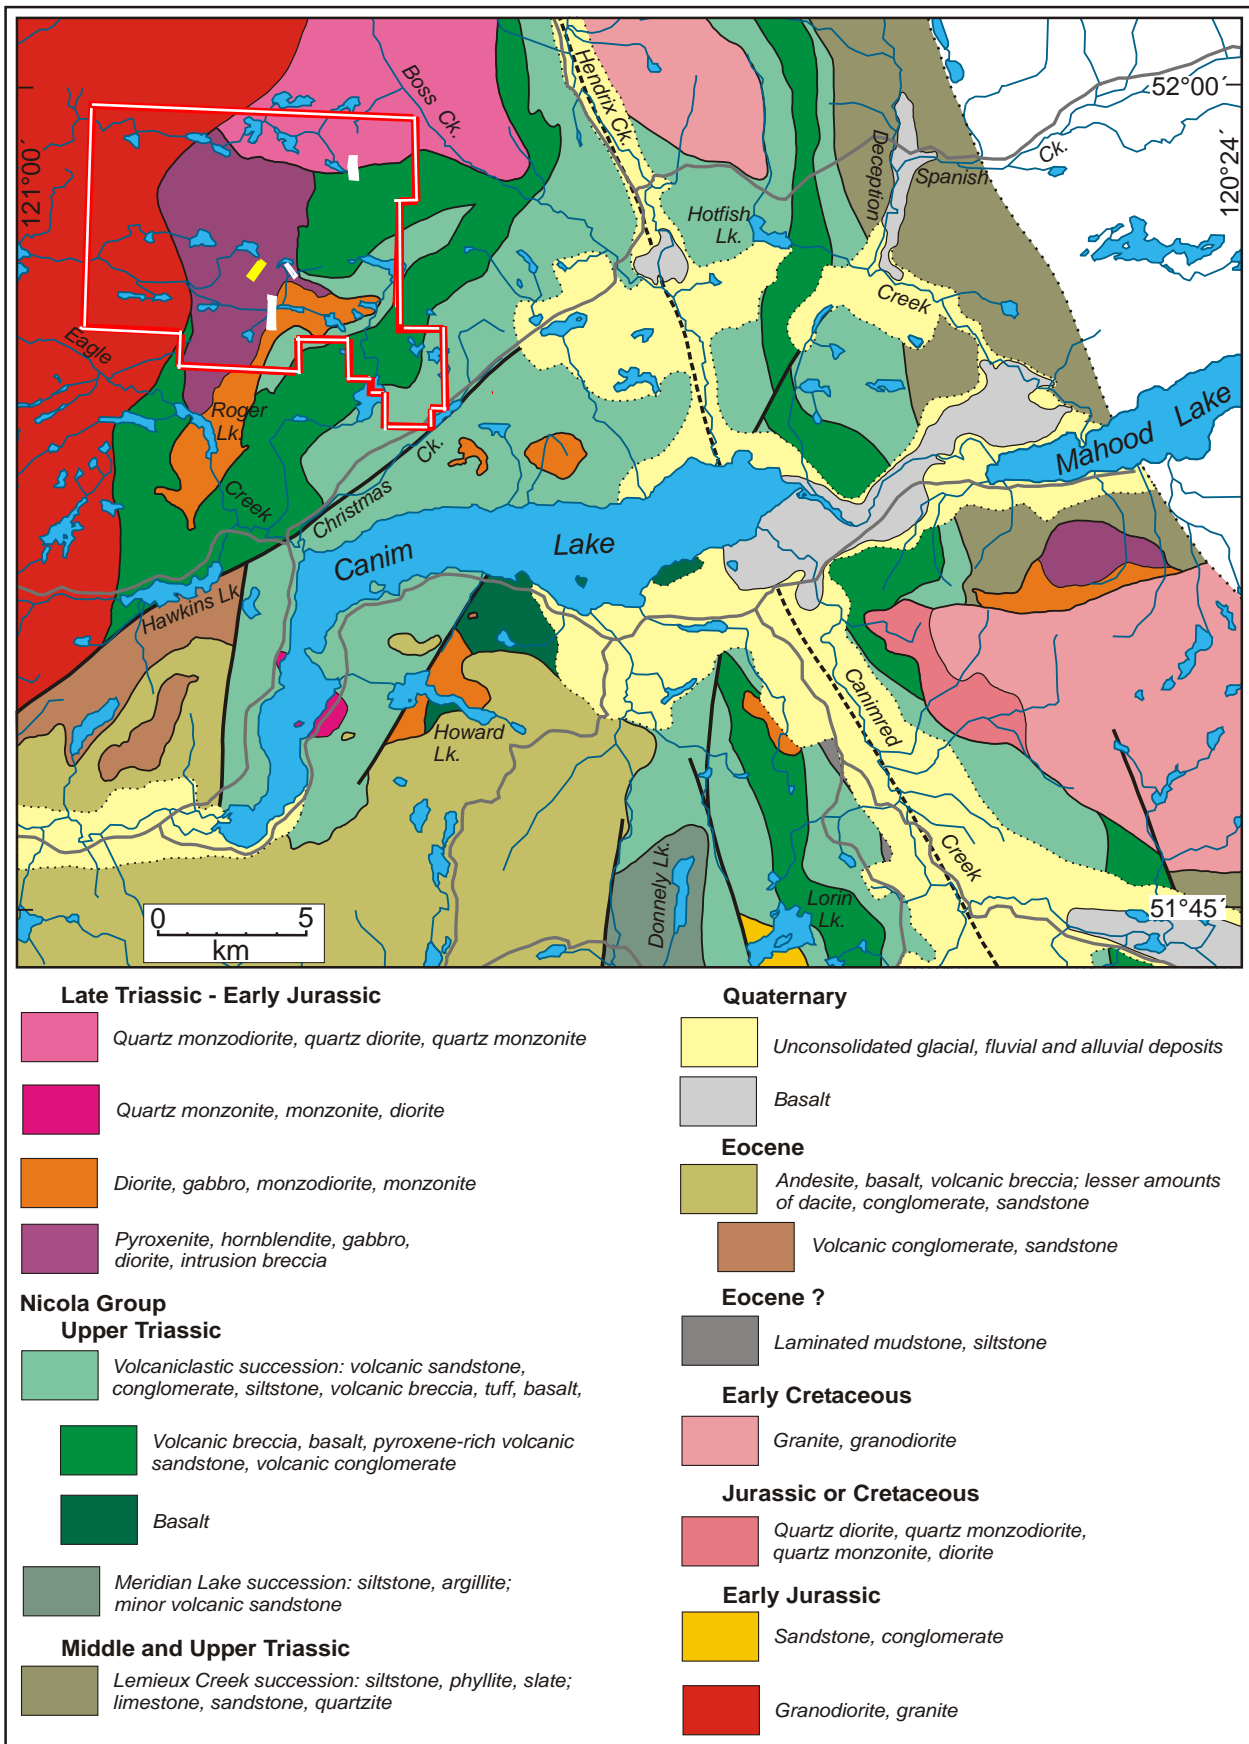 Hendrix Ck.
Boss Ck.
52°00´
Ck.
Spanish
Deception
121°00´
120°24´
Hotfish
Lk.
Creek
Eagle
Roger
Lk.
Mahood Lake
Ck.
Christmas
Creek
Canim Lake
Hawkins Lk.
Canimred
Howard
Lk.
Creek
Donnely Lk.
Lorin
Lk.
51°45´
0 5
km
Late Triassic - Early Jurassic
Quartz monzodiorite, quartz diorite, quartz monzonite
Quartz monzonite, monzonite, diorite
Diorite, gabbro, monzodiorite, monzonite
Pyroxenite, hornblendite, gabbro,
diorite, intrusion breccia
Nicola Group
Upper Triassic
Volcaniclastic succession: volcanic sandstone,
conglomerate, siltstone, volcanic breccia, tuff, basalt,
Volcanic breccia, basalt, pyroxene-rich volcanic
sandstone, volcanic conglomerate
Basalt
Meridian Lake succession: siltstone, argillite;
minor volcanic sandstone
Middle and Upper Triassic
Lemieux Creek succession: siltstone, phyllite, slate;
limestone, sandstone, quartzite
Quaternary
Unconsolidated glacial, fluvial and alluvial deposits
Basalt
Eocene
Andesite, basalt, volcanic breccia; lesser amounts
of dacite, conglomerate, sandstone
Volcanic conglomerate, sandstone
Eocene ?
Laminated mudstone, siltstone
Early Cretaceous
Granite, granodiorite
Jurassic or Cretaceous
Quartz diorite, quartz monzodiorite,
quartz monzonite, diorite
Early Jurassic
Sandstone, conglomerate
Granodiorite, granite